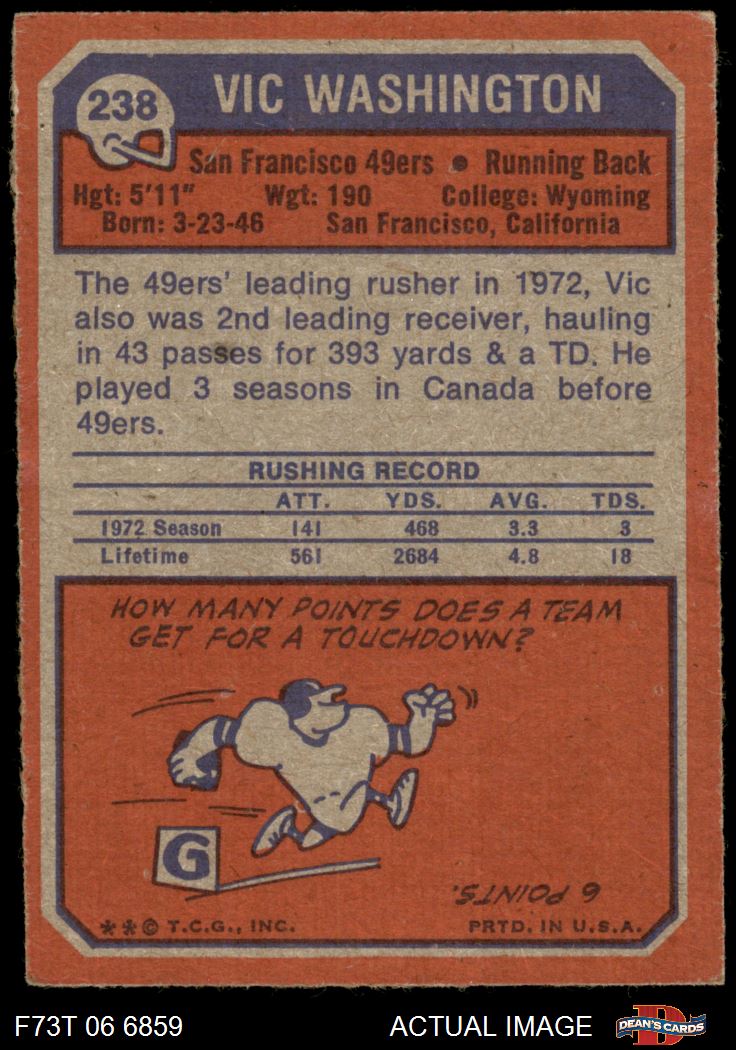 238
VIC WASHINGTON
San Francisco 49ers • Running Back
Hgt: 5'11" Wgt: 190 College: Wyoming
Born: 3-23-46 San Francisco, California
The 49ers' leading rusher in 1972, Vic
also was 2nd leading receiver, hauling
in 43 passes for 393 yards & a TD. He
played 3 seasons in Canada before
49ers.
RUSHING RECORD
ATT. YDS. AVG. TDS.
1972 Season 141 468 3.3 3
Lifetime 561 2684 4.8 18
HOW MANY POINTS DOES A TEAM
GET FOR A TOUCHDOWN?
G
6 POINTS.
**© T.C.G., INC. PRTD. IN U.S.A.
F73T 06 6859 ACTUAL IMAGE
D
DEAN'S CARDS